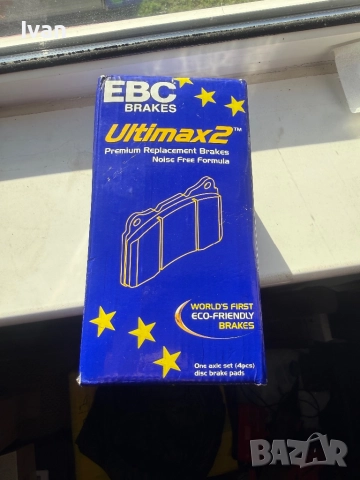 Ivan
EBC
BRAKES
Ultimax2™
Premium Replacement Brakes
Noise Free Formula
WORLD'S FIRST
ECO-FRIENDLY
BRAKES
One axle set (4pcs)
disc brake pads
BAZAR